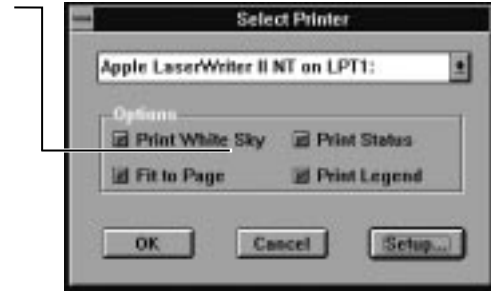 Select Printer
Apple LaserWriter II NT on LPT1:
Options
Print White Sky Print Status
Fit to Page Print Legend
OK Cancel Setup...